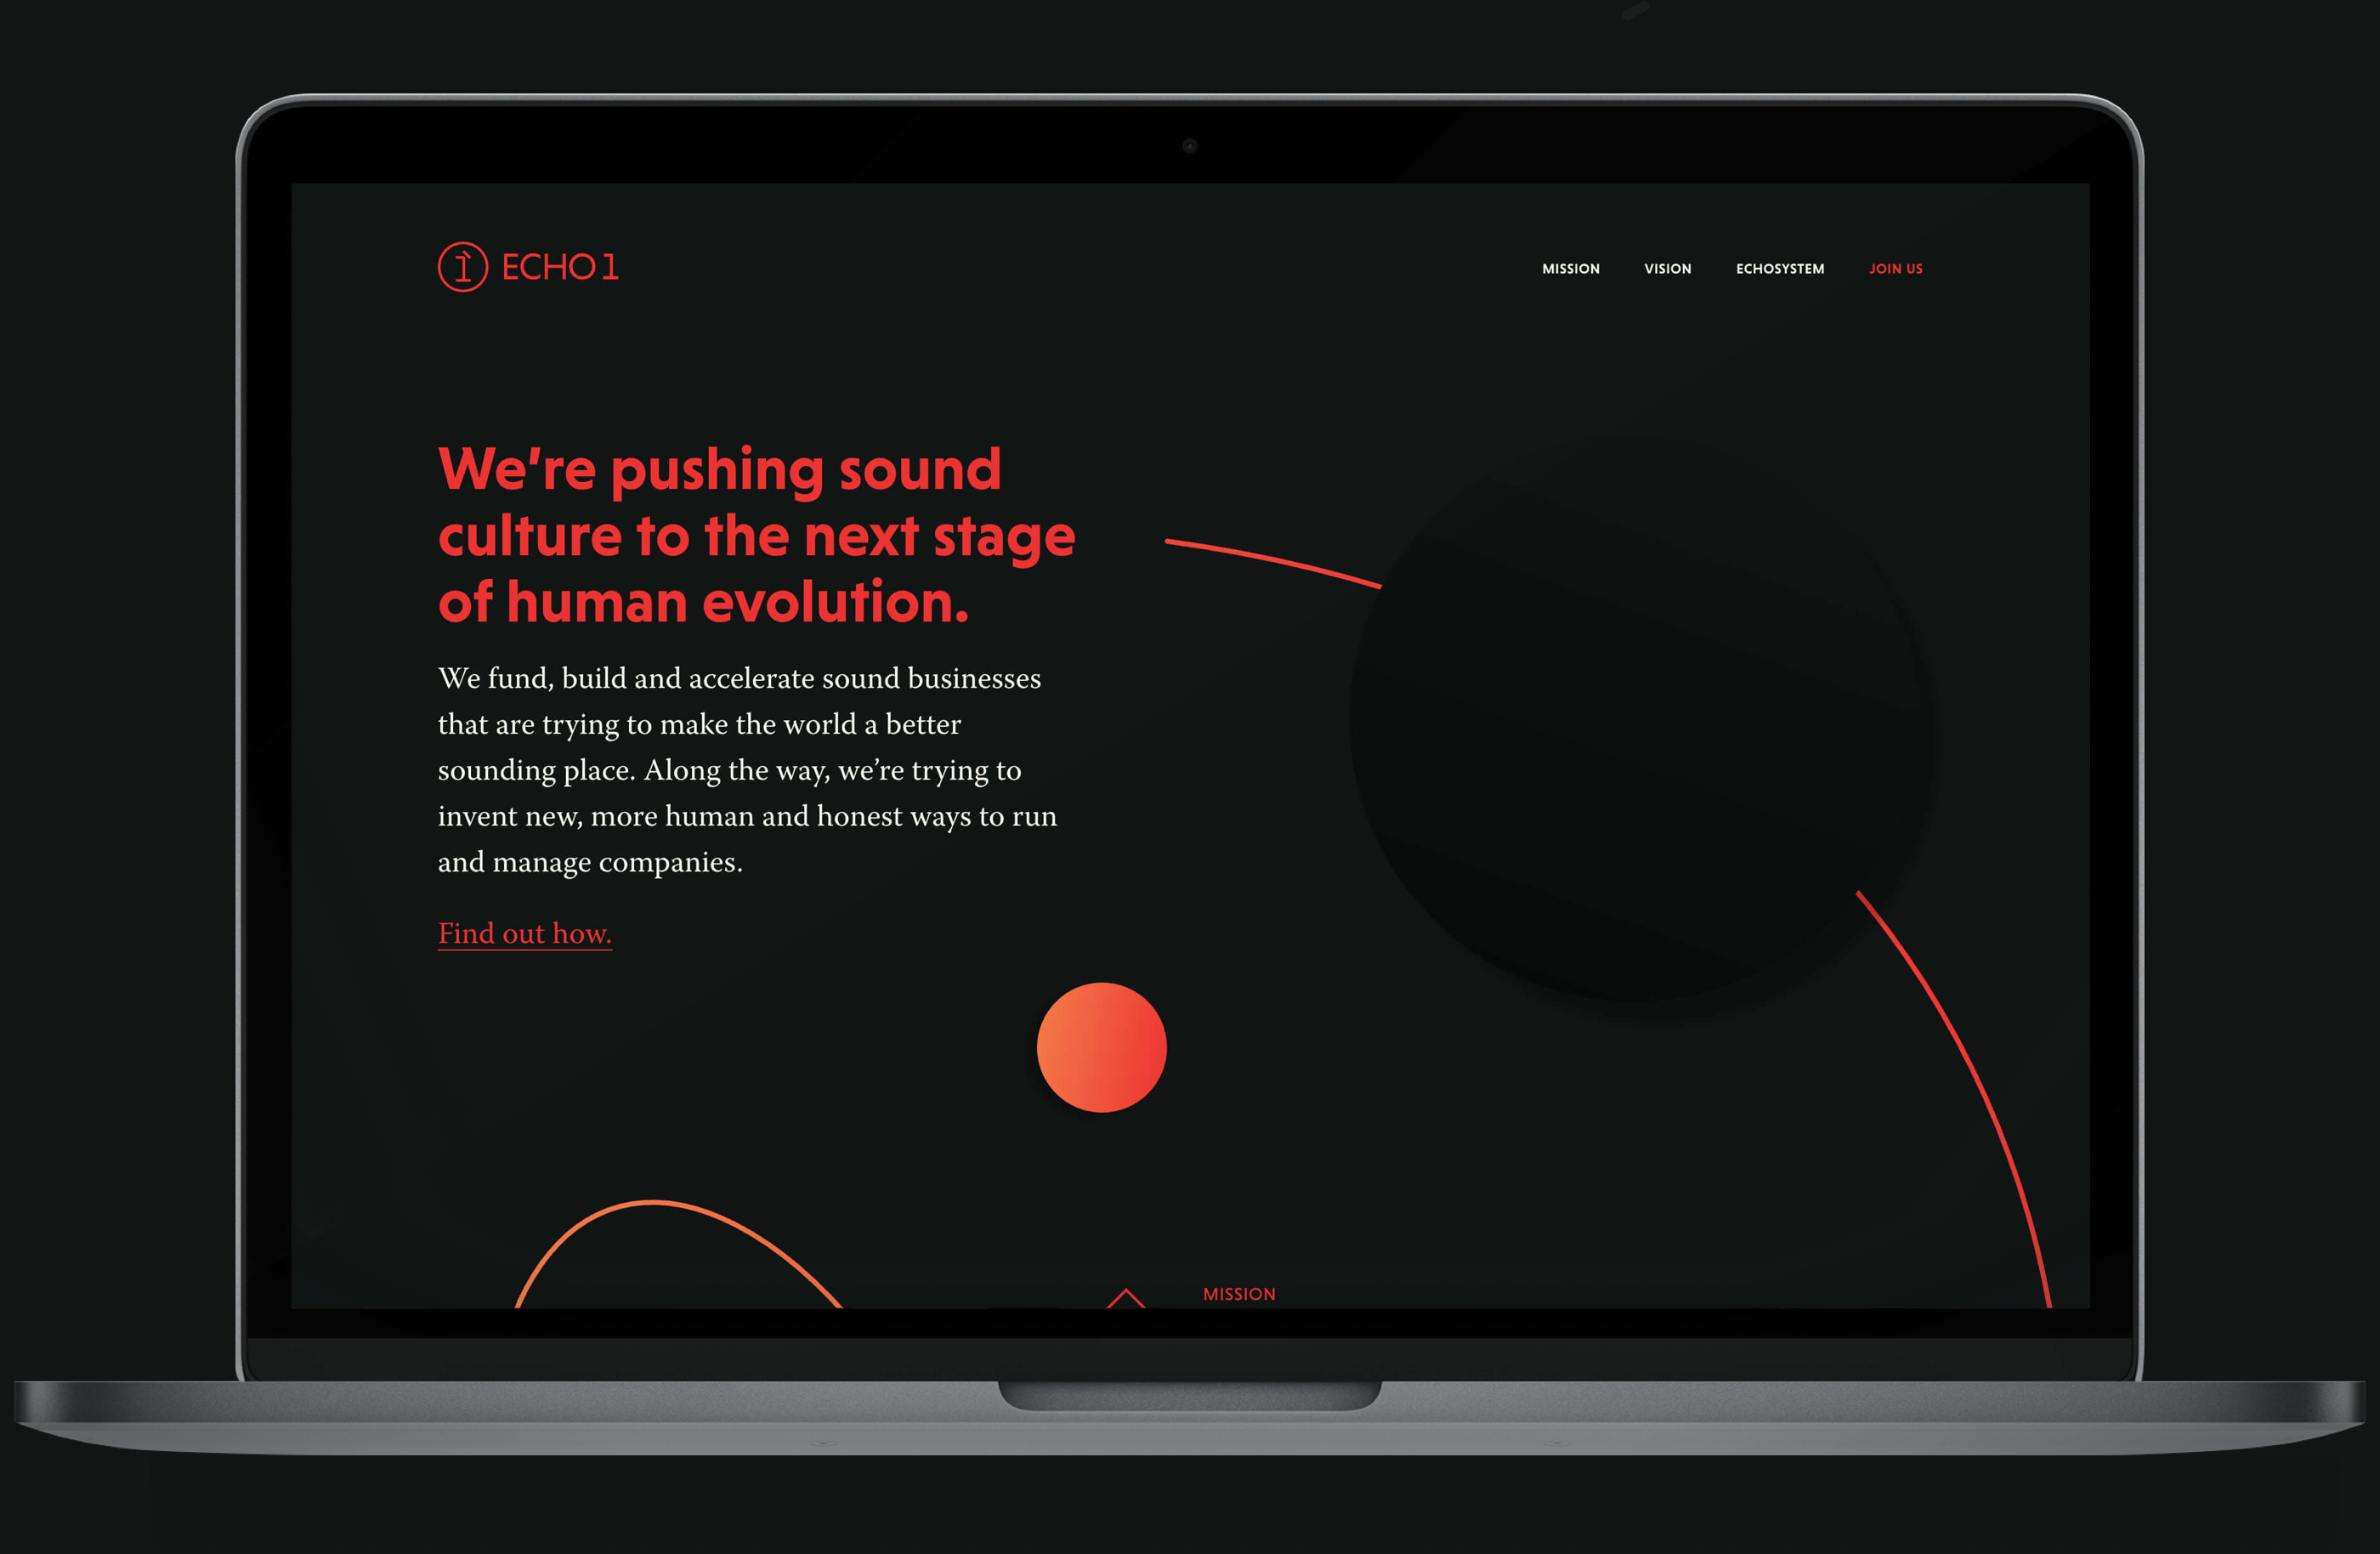 ECHO 1
MISSION VISION ECHOSYSTEM JOIN US
We're pushing sound
culture to the next stage
of human evolution.
We fund, build and accelerate sound businesses
that are trying to make the world a better
sounding place. Along the way, we’re trying to
invent new, more human and honest ways to run
and manage companies.
Find out how.
MISSION